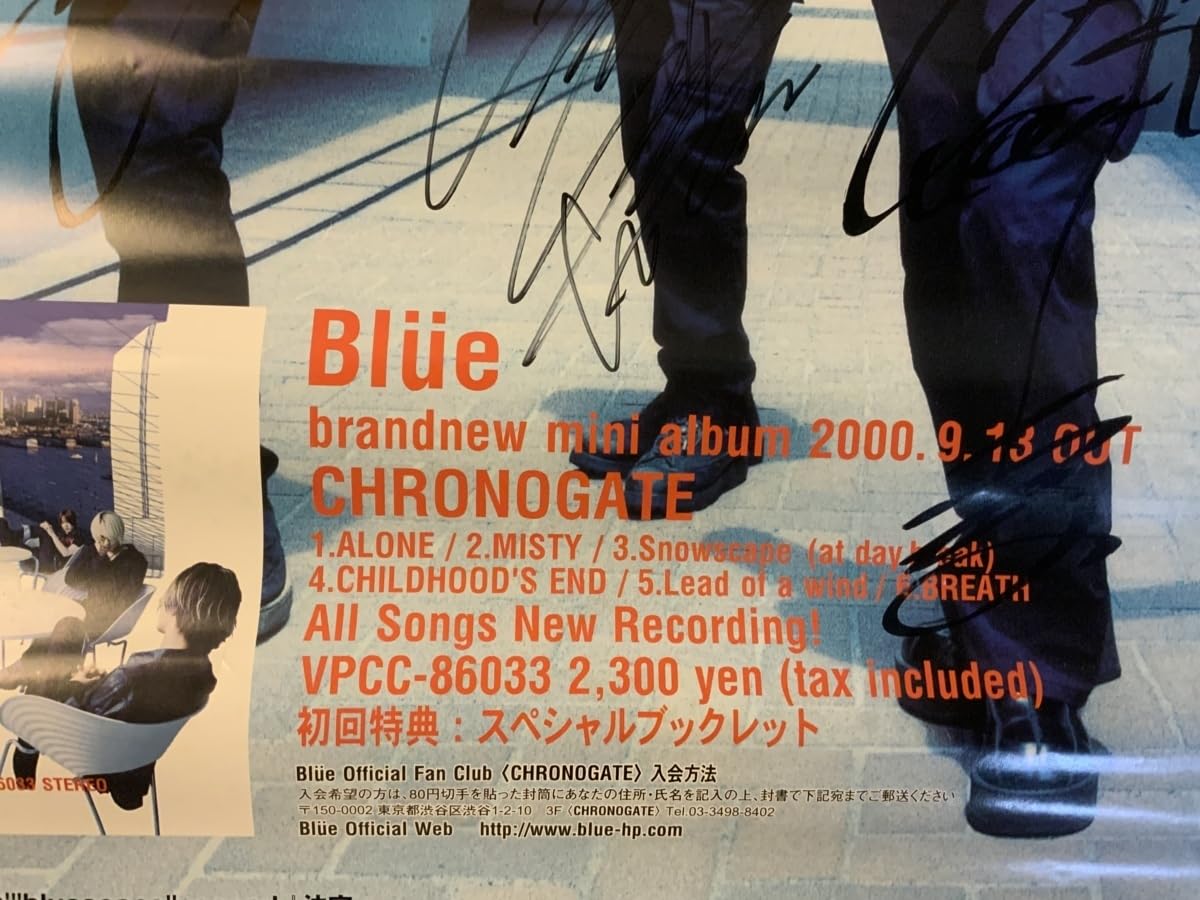 Blüe
brandnew mini album 2000. 9. 13 OUT
CHRONOGATE
1.ALONE / 2.MISTY / 3.Snowscape (at day break)
4.CHILDHOOD'S END / 5.Lead of a wind / 6.BREATH
All Songs New Recording!
VPCC-86033 2,300 yen (tax included)
初回特典 : スペシャルブックレット
Blüe Official Fan Club 〈CHRONOGATE〉 入会方法
入会希望の方は、80円切手を貼った封筒にあなたの住所・氏名を記入の上、封書で下記宛までご郵送ください
〒150-0002 東京都渋谷区渋谷1-2-10 3F 〈CHRONOGATE〉 Tel.03-3498-8402
Blüe Official Web http://www.blue-hp.com
6033 STEREO